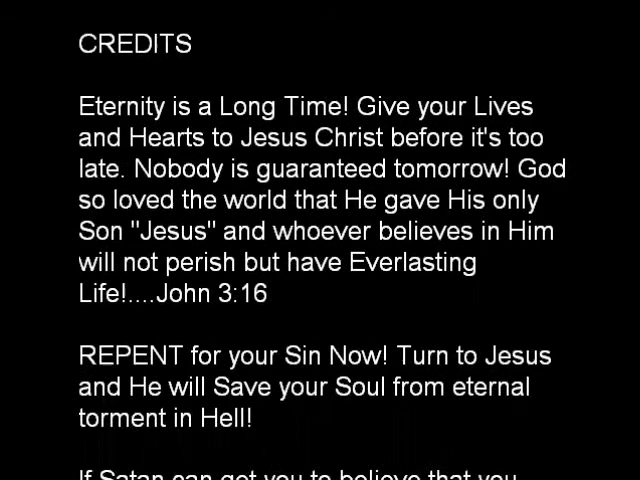 CREDITS
Eternity is a Long Time! Give your Lives
and Hearts to Jesus Christ before it's too
late. Nobody is guaranteed tomorrow! God
so loved the world that He gave His only
Son "Jesus" and whoever believes in Him
will not perish but have Everlasting
Life!....John 3:16
REPENT for your Sin Now! Turn to Jesus
and He will Save your Soul from eternal
torment in Hell!
If Satan can get you to believe that you